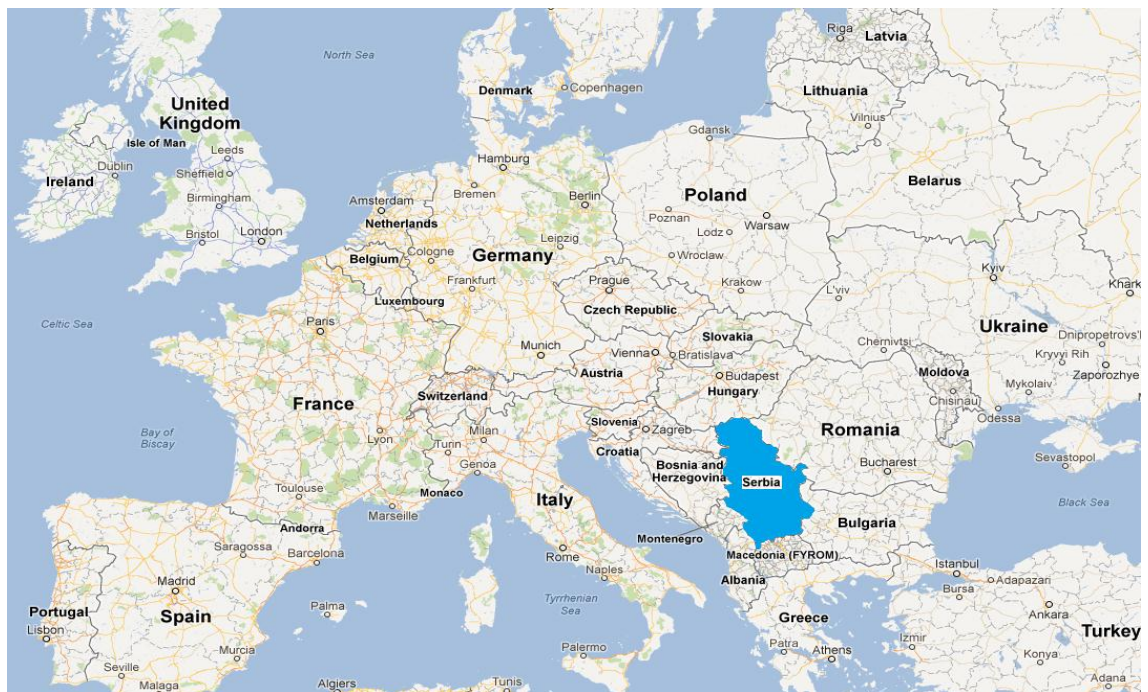 North Sea
Riga
Latvia
Denmark
Copenhagen
Lithuania
Vilnius
United
Kingdom
Isle of Man
Leeds
Dublin
Sheffield
Ireland
Birmingham
Bristol
London
Gdansk
Hamburg
Bremen
Berlin
Amsterdam
Netherlands
Poland
Poznan
Warsaw
Lodz
Belarus
Belgium
Cologne
Leipzig
Germany
Wroclaw
Frankfurt
Prague
Krakow
L'viv
Kyiv
Khark
Luxembourg
Czech Republic
Celtic Sea
Paris
Ukraine
Dnipropetrovs'l
Slovakia
Chernivtsi
Kryvyi Rih
Munich
Vienna
Bratislava
Zaporozhye
Austria
Budapest
Hungary
Moldova
Chisinau
Mykolaiv
Odessa
Switzerland
France
Slovenia
Zagreb
Romania
Bay of
Biscay
Lyon
Milan
Turin
Croatia
Bosnia and
Herzegovina
Serbia
Bucharest
Sevastopol
Genoa
Toulouse
Monaco
Italy
Marseille
Black Sea
Andorra
Bulgaria
Saragossa
Barcelona
Montenegro
Rome
Macedonia (FYROM)
Istanbul
Adapazari
Madrid
Naples
Albania
Bursa
Portugal
Spain
Palma
Tyrrhenian
Sea
Greece
Ankara
Lisbon
Turkey
Murcia
Palermo
Patra
Athens
Izmir
Konya
Seville
Malaga
Algiers
Tunis
Adana